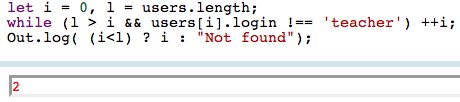 let i = 0, l = users.length;
while (l > i && users[i].login !== 'teacher') ++i;
Out.log( (i<l) ? i : "Not found");
2